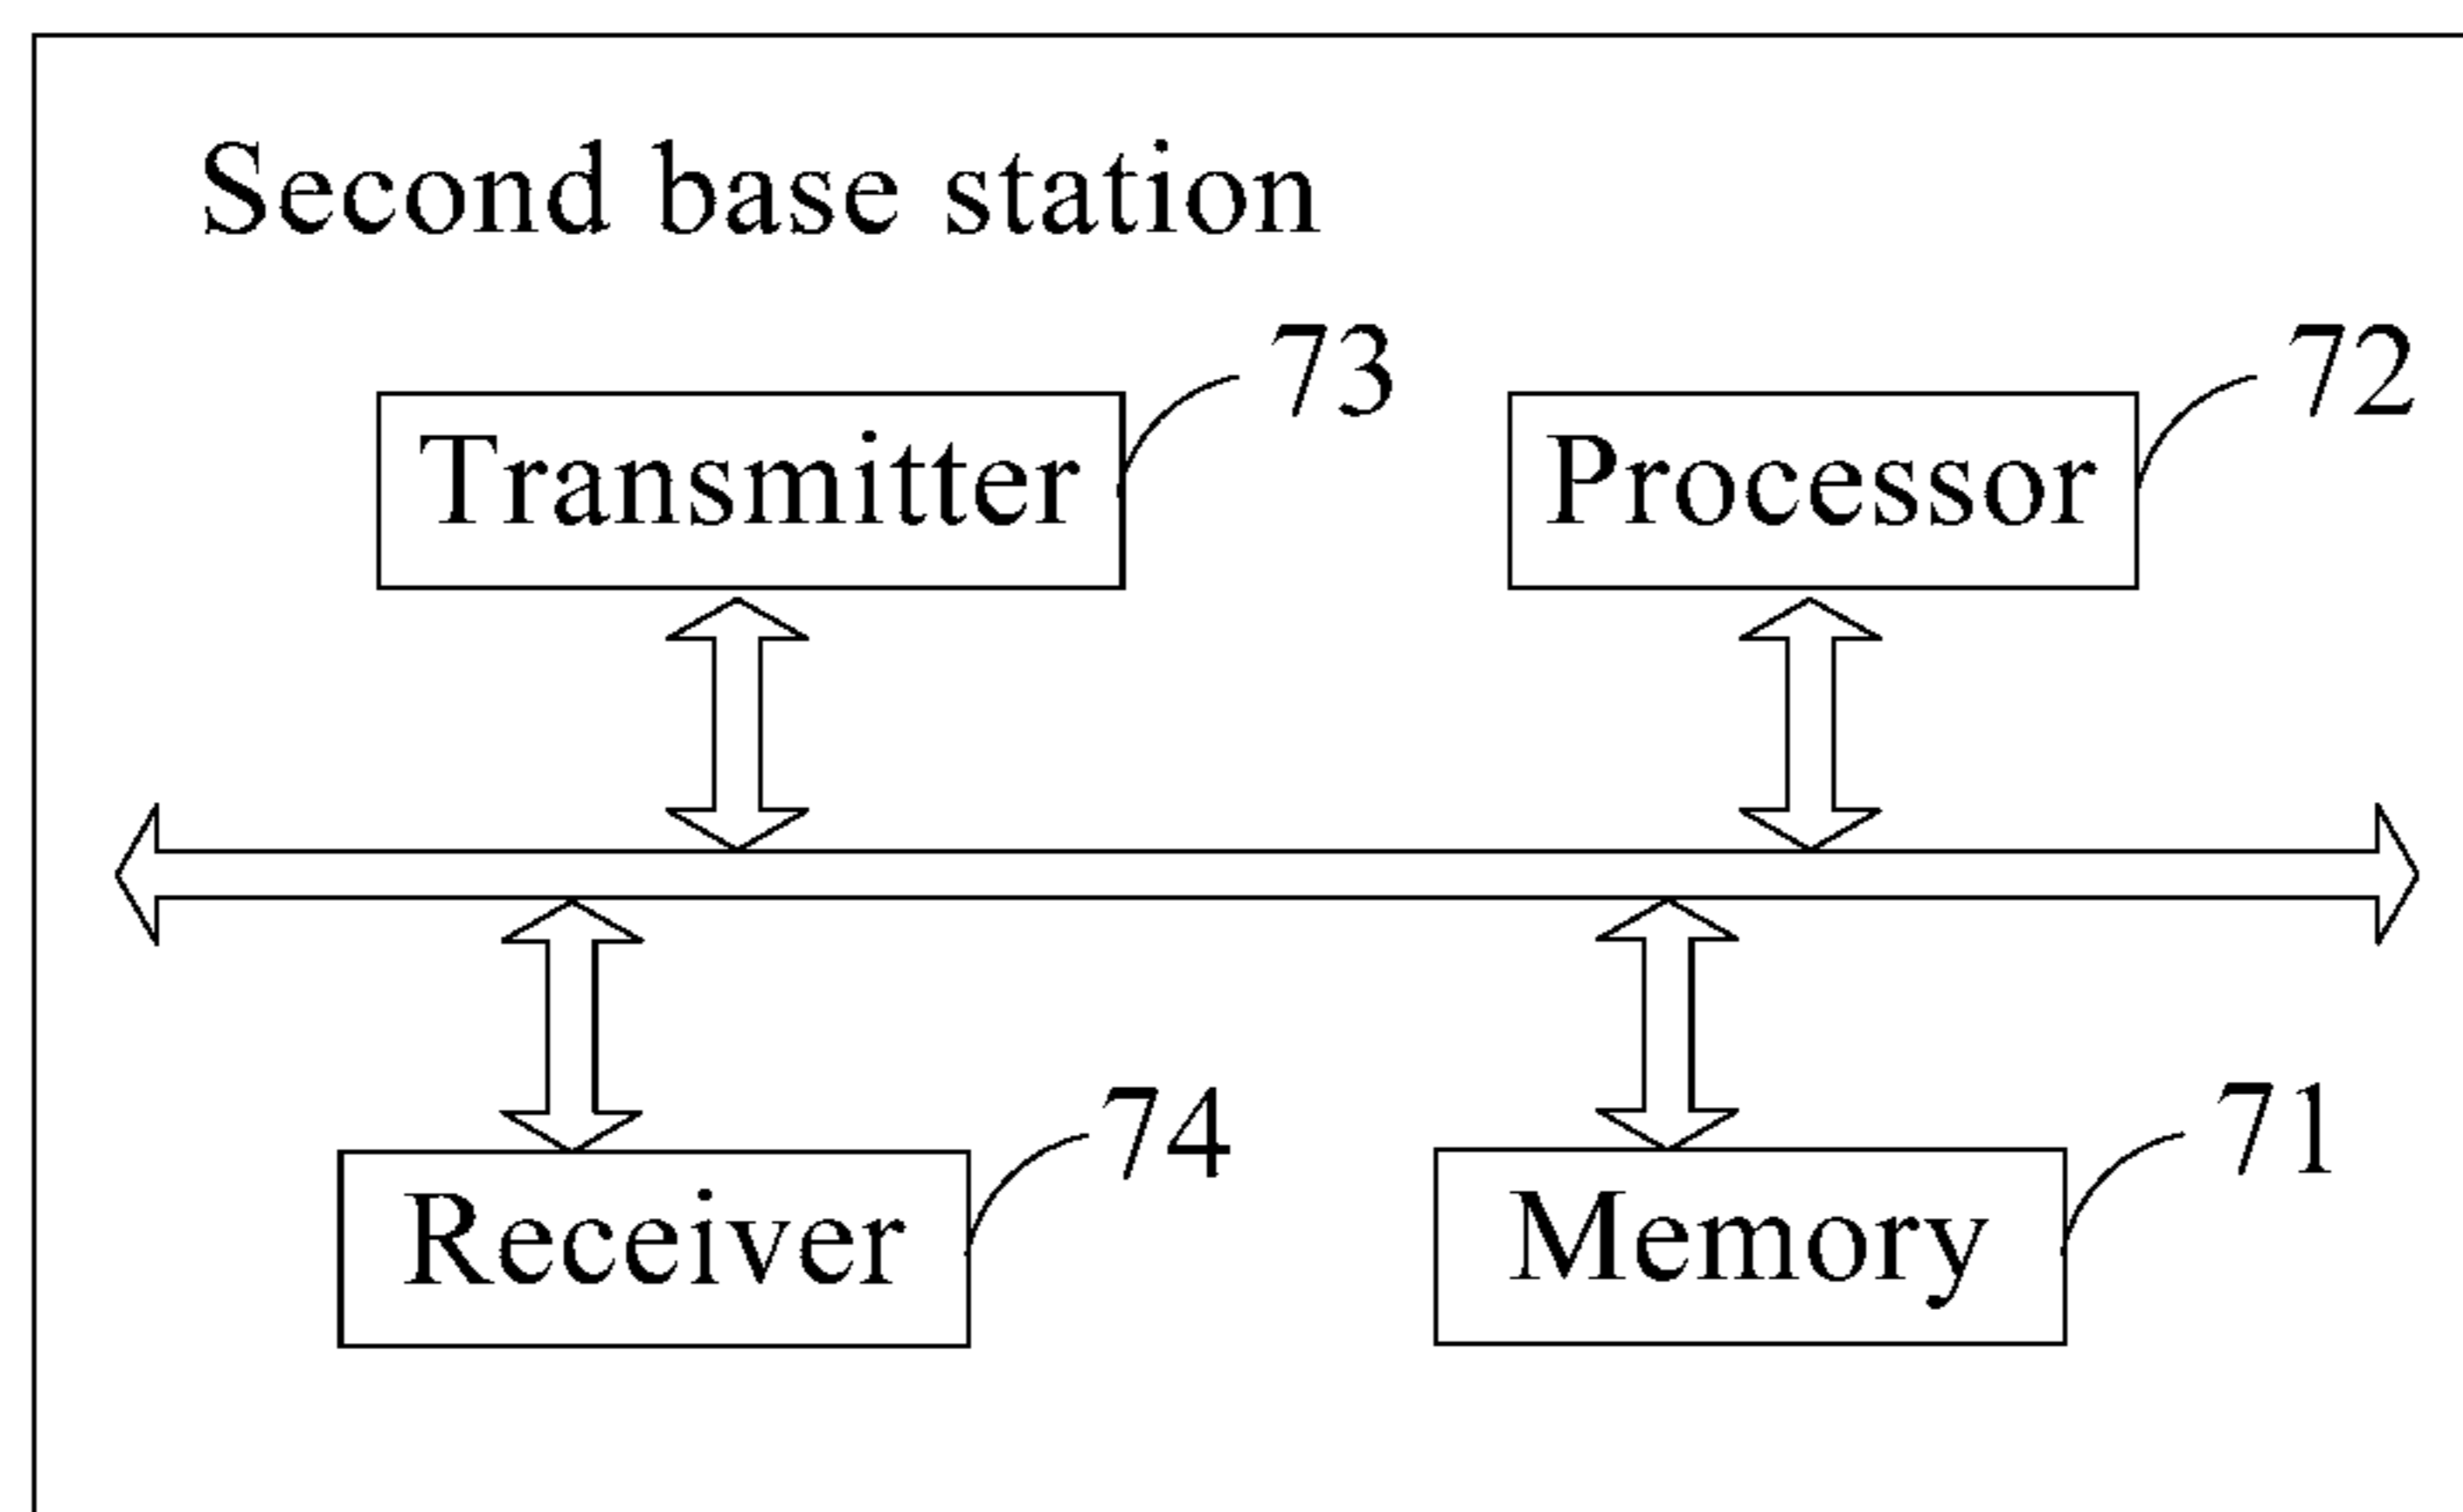 Second base station
73
72
Transmitter
Processor
74
71
Receiver
Memory